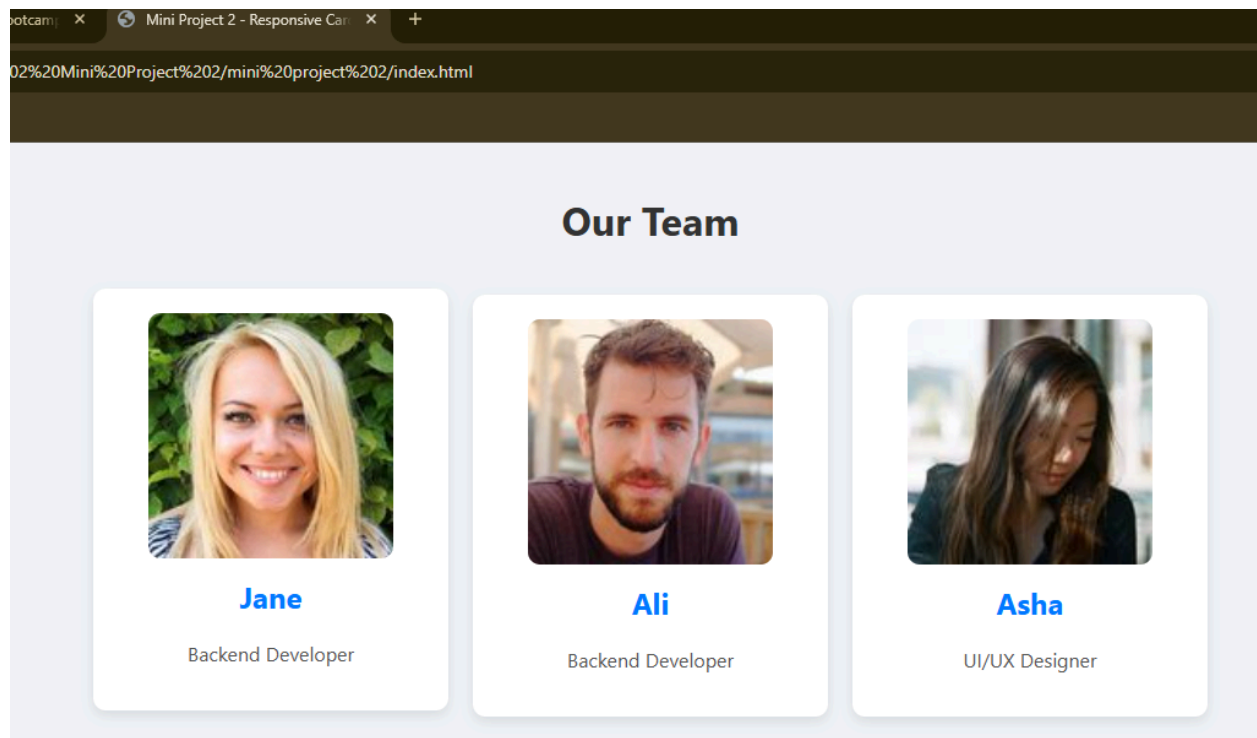 Mini Project 2 - Responsive Car
02%20Mini%20Project%202/mini%20project%202/index.html
Our Team
Jane
Ali
Asha
Backend Developer
Backend Developer
UI/UX Designer